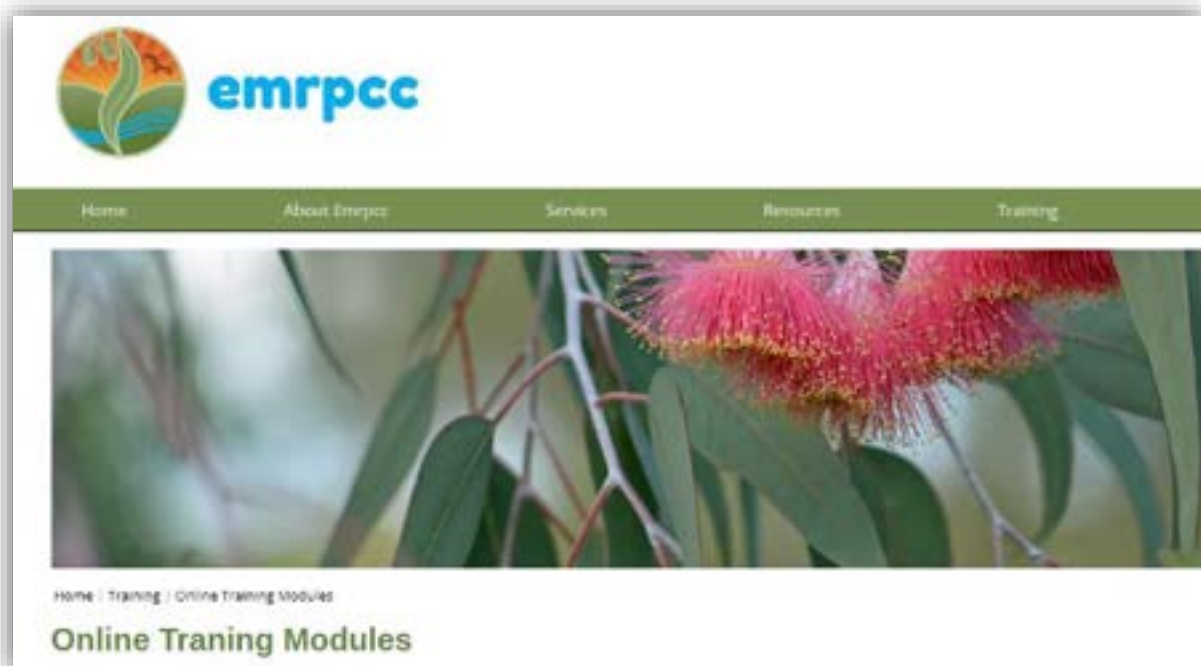 emrpcc
Home About Emrpcc Services Resources Training
Home | Training | Online Training Modules
Online Traning Modules